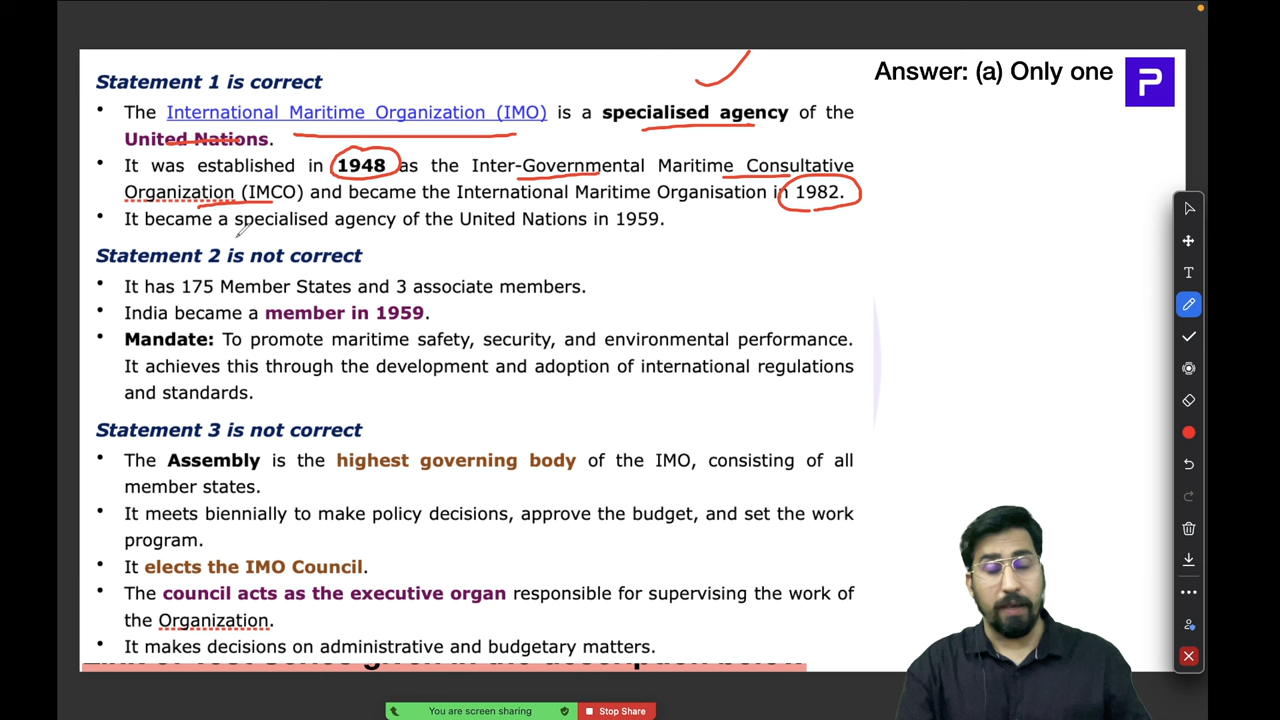 Answer: (a) Only one
Statement 1 is correct
• The International Maritime Organization (IMO) is a specialised agency of the
United Nations.
• It was established in 1948 as the Inter-Governmental Maritime Consultative
Organization (IMCO) and became the International Maritime Organisation in 1982.
• It became a specialised agency of the United Nations in 1959.
Statement 2 is not correct
• It has 175 Member States and 3 associate members.
• India became a member in 1959.
• Mandate: To promote maritime safety, security, and environmental performance.
It achieves this through the development and adoption of international regulations
and standards.
Statement 3 is not correct
• The Assembly is the highest governing body of the IMO, consisting of all
member states.
• It meets biennially to make policy decisions, approve the budget, and set the work
program.
• It elects the IMO Council.
• The council acts as the executive organ responsible for supervising the work of
the Organization.
• It makes decisions on administrative and budgetary matters.
You are screen sharing
Stop Share